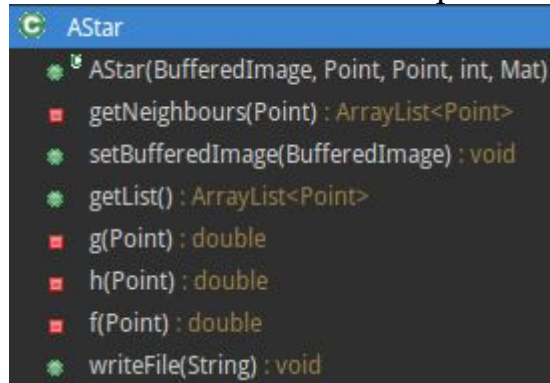 AStar
AStar(BufferedImage, Point, Point, int, Mat)
getNeighbours(Point) : ArrayList<Point>
setBufferedImage(BufferedImage) : void
getList() : ArrayList<Point>
g(Point) : double
h(Point) : double
f(Point) : double
writeFile(String) : void